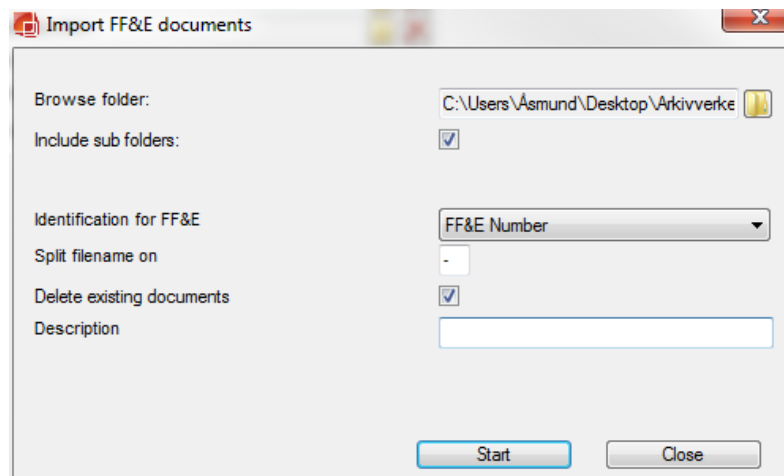 Import FF&E documents
Browse folder: C:\Users\Åsmund\Desktop\Arkivverke
Include sub folders:
Identification for FF&E FF&E Number
Split filename on -
Delete existing documents
Description
Start Close